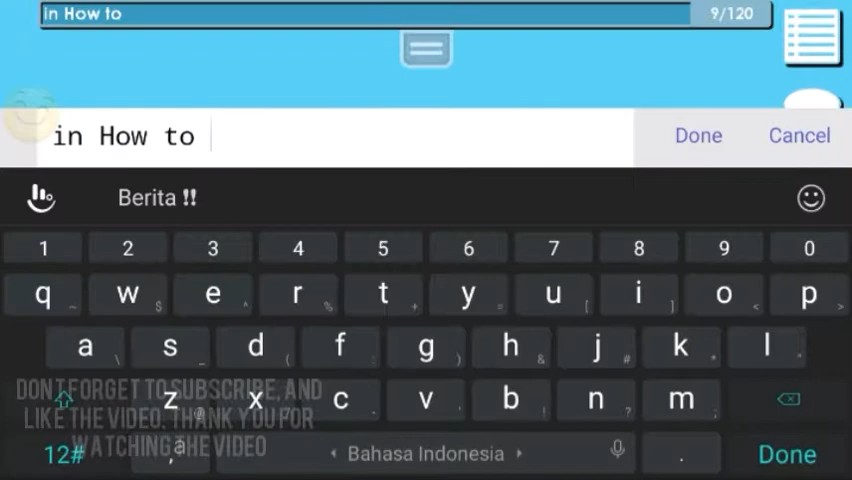 in How to
9/120
in How to
Done
Cancel
Berita !!
1 2 3 4 5 6 7 8 9 0
q w e r t y u i o p
~ $ ^ % + = [ ] < >
a s d f g h j k l
\ _ ( : ) & # * "
DON'T FORGET TO SUBSCRIBE, AND
LIKE THE VIDEO. THANK YOU FOR
WATCHING THE VIDEO
z x c v b n m
@ / ! ? ;
12# , Bahasa Indonesia . Done